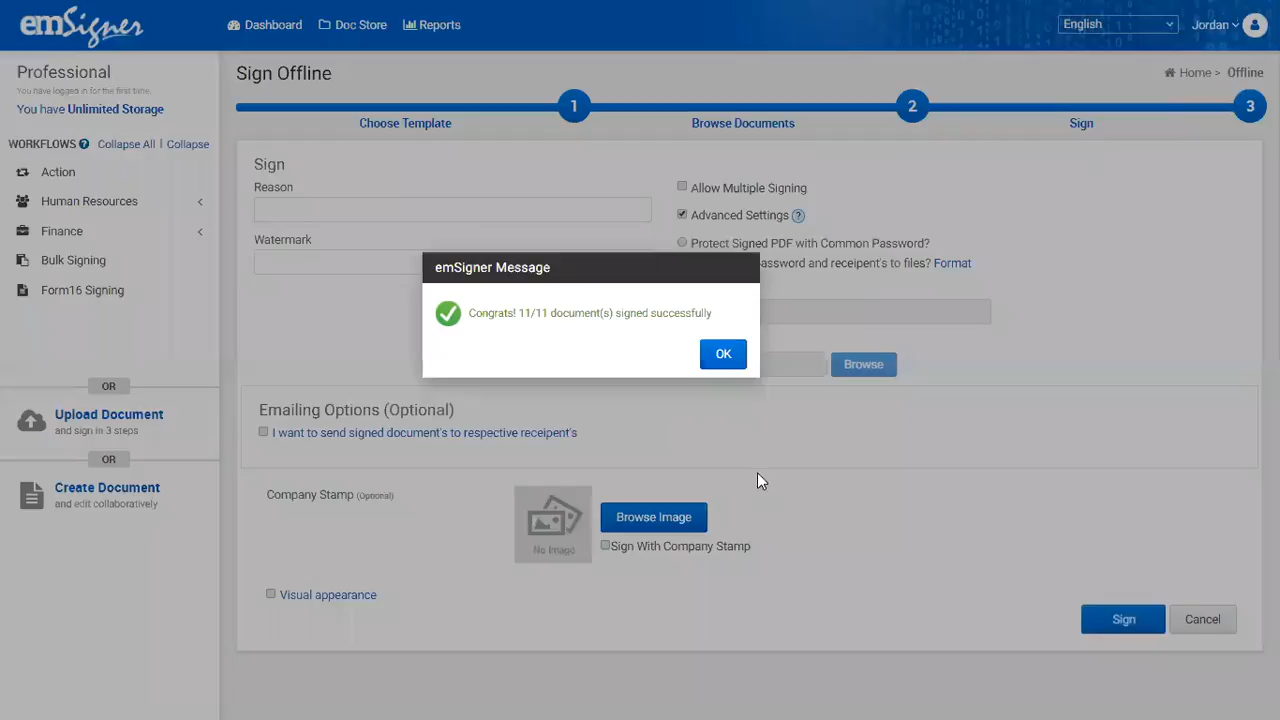 emSigner
Dashboard
Doc Store
Reports
English
Jordan
Professional
You have logged in for the first time.
You have Unlimited Storage
WORKFLOWS ? Collapse All | Collapse
Action
Human Resources
Finance
Bulk Signing
Form16 Signing
OR
Upload Document
and sign in 3 steps
OR
Create Document
and edit collaboratively
Sign Offline
Home > Offline
1
2
3
Choose Template
Browse Documents
Sign
Sign
Reason
Watermark
Allow Multiple Signing
Advanced Settings ?
Protect Signed PDF with Common Password?
assword and receipent's to files? Format
Browse
emSigner Message
Congrats! 11/11 document(s) signed successfully
OK
Emailing Options (Optional)
I want to send signed document's to respective receipent's
Company Stamp (Optional)
No Image
Browse Image
Sign With Company Stamp
Visual appearance
Sign
Cancel